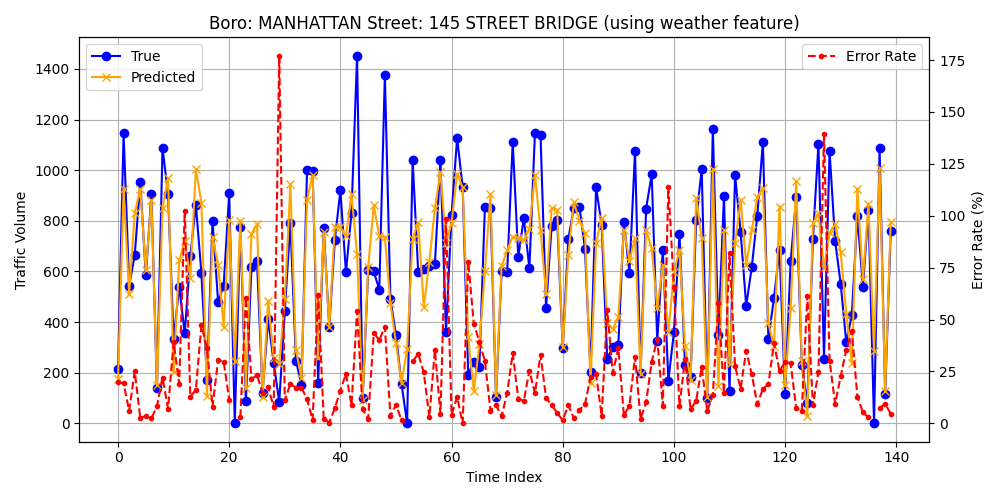 Boro: MANHATTAN Street: 145 STREET BRIDGE (using weather feature)
True
Predicted
Error Rate
Traffic Volume
1400
1200
1000
800
600
400
200
0
175
150
125
100
75
50
25
0
Error Rate (%)
0 20 40 60 80 100 120 140
Time Index